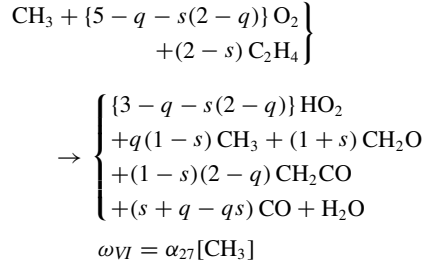 CH₃ + {5 − q − s(2 − q)} O₂
+(2 − s) C₂H₄
→ {3 − q − s(2 − q)} HO₂
+q(1 − s) CH₃ + (1 + s) CH₂O
+(1 − s)(2 − q) CH₂CO
+(s + q − qs) CO + H₂O
ω_VI = α₂₇[CH₃]